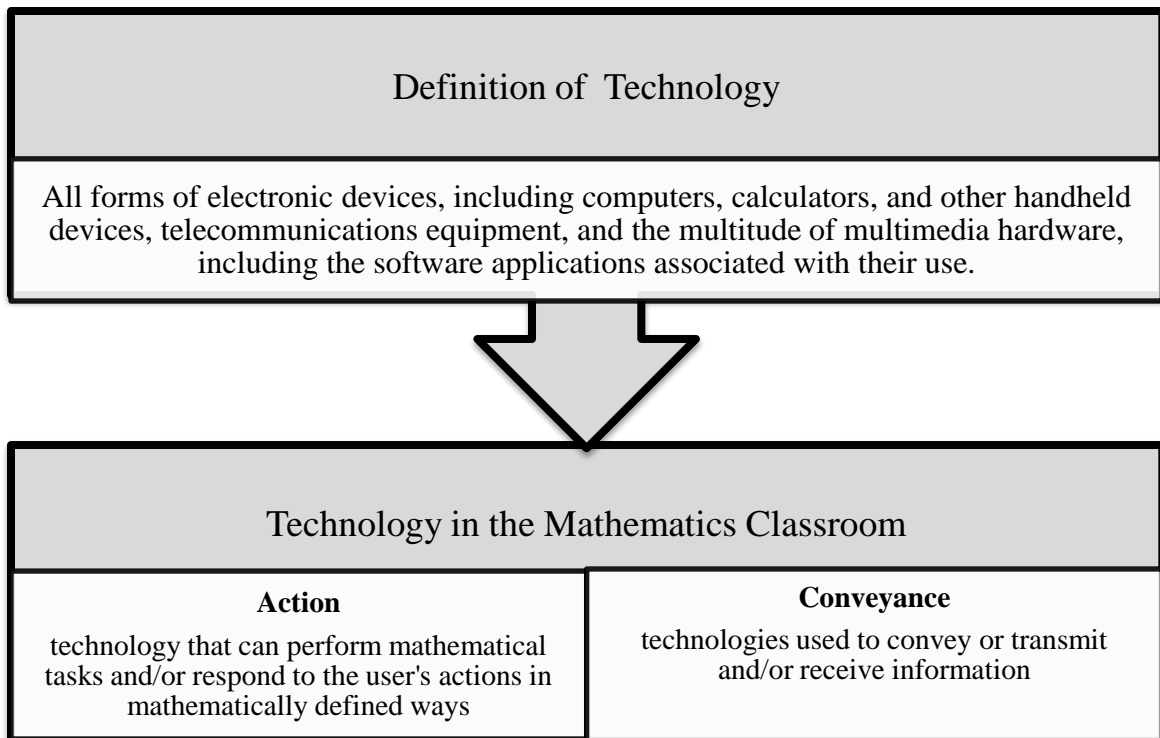 Definition of Technology
All forms of electronic devices, including computers, calculators, and other handheld
devices, telecommunications equipment, and the multitude of multimedia hardware,
including the software applications associated with their use.
Technology in the Mathematics Classroom
Action
technology that can perform mathematical
tasks and/or respond to the user's actions in
mathematically defined ways
Conveyance
technologies used to convey or transmit
and/or receive information